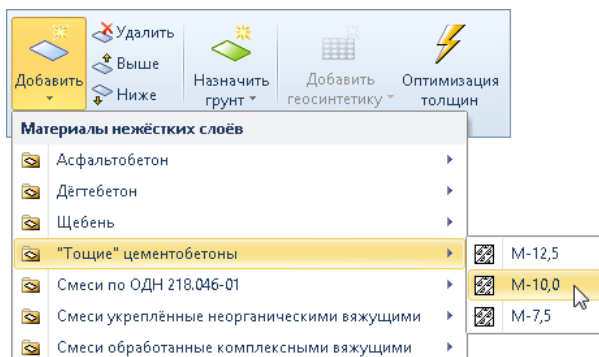 Добавить
Удалить
Выше
Ниже
Назначить
грунт
Добавить
геосинтетику
Оптимизация
толщин
Материалы нежёстких слоёв
Асфальтобетон
Дёгтебетон
Щебень
"Тощие" цементобетоны
М-12,5
Смеси по ОДН 218.046-01
М-10,0
Смеси укреплённые неорганическими вяжущими
М-7,5
Смеси обработанные комплексными вяжущими